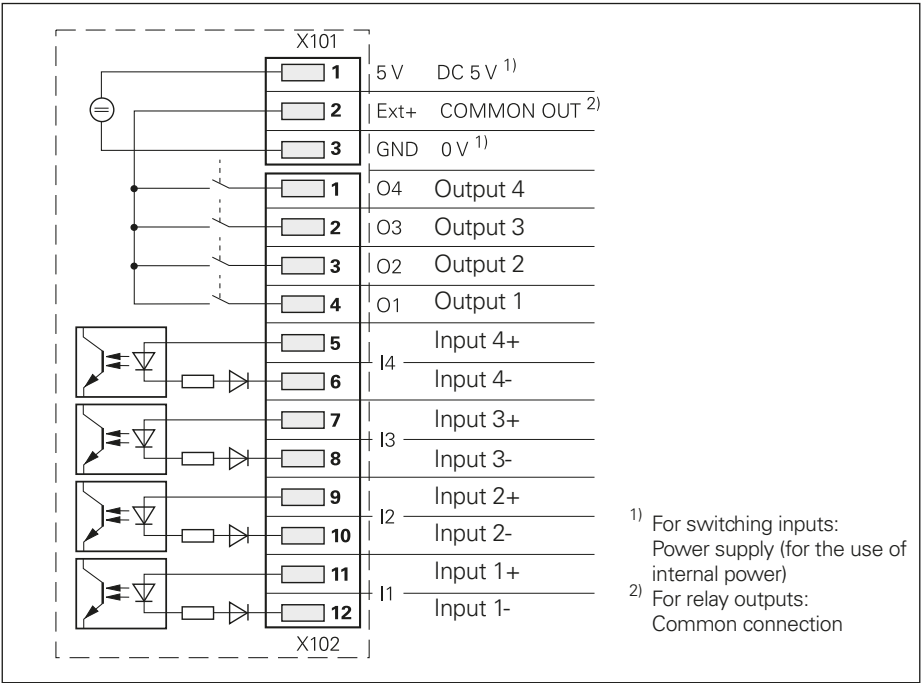 X101
1 5 V DC 5 V 1)
2 Ext+ COMMON OUT 2)
3 GND 0 V 1)
1 O4 Output 4
2 O3 Output 3
3 O2 Output 2
4 O1 Output 1
5 Input 4+
I4
6 Input 4-
7 Input 3+
I3
8 Input 3-
9 Input 2+
I2
10 Input 2-
11 Input 1+
I1
12 Input 1-
X102
1) For switching inputs:
Power supply (for the use of
internal power)
2) For relay outputs:
Common connection